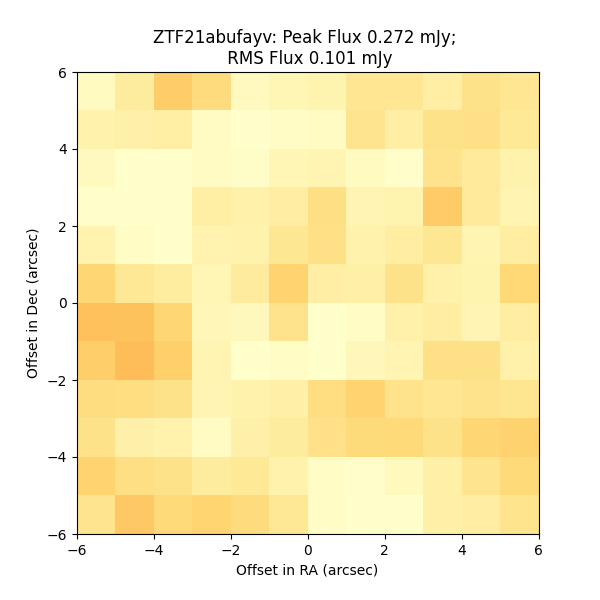 ZTF21abufayv: Peak Flux 0.272 mJy;
RMS Flux 0.101 mJy
6
4
2
0
−2
−4
−6
Offset in Dec (arcsec)
−6 −4 −2 0 2 4 6
Offset in RA (arcsec)